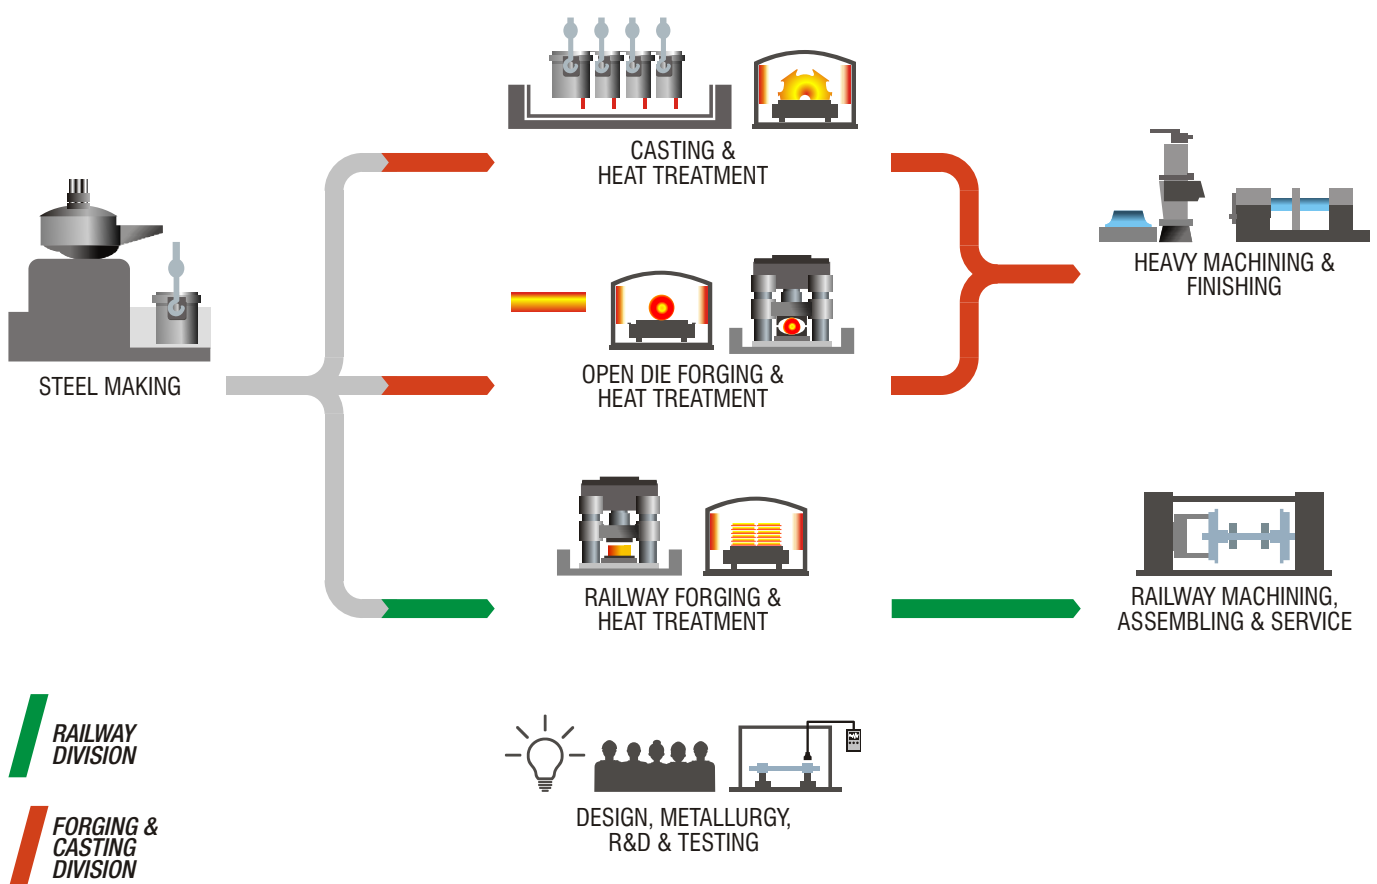 CASTING &
HEAT TREATMENT
HEAVY MACHINING &
FINISHING
STEEL MAKING
OPEN DIE FORGING &
HEAT TREATMENT
RAILWAY FORGING &
HEAT TREATMENT
RAILWAY MACHINING,
ASSEMBLING & SERVICE
RAILWAY
DIVISION
FORGING &
CASTING
DIVISION
DESIGN, METALLURGY,
R&D & TESTING